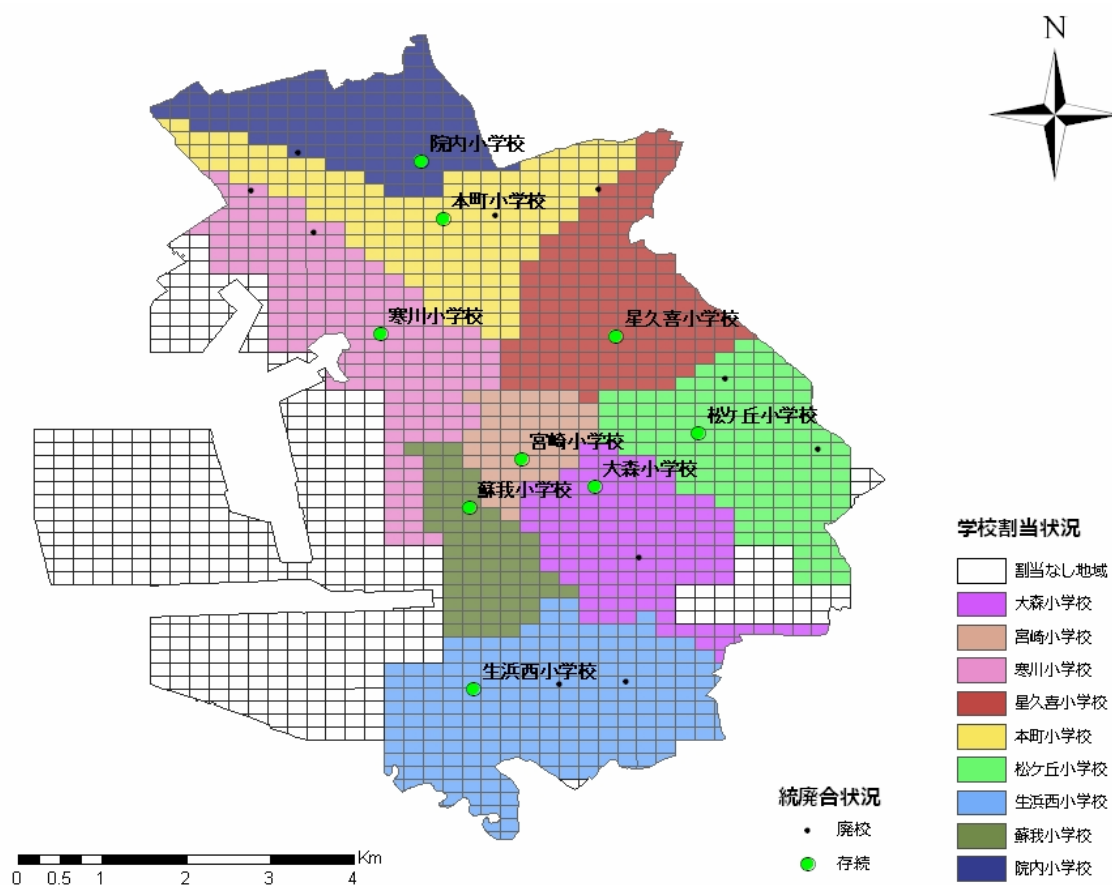 N
院内小学校
本町小学校
寒川小学校
星久喜小学校
松ケ丘小学校
宮崎小学校
大森小学校
蘇我小学校
生浜西小学校
学校割当状況
割当なし地域
大森小学校
宮崎小学校
寒川小学校
星久喜小学校
本町小学校
松ケ丘小学校
生浜西小学校
蘇我小学校
院内小学校
統廃合状況
廃校
存続
Km
0 0.5 1 2 3 4